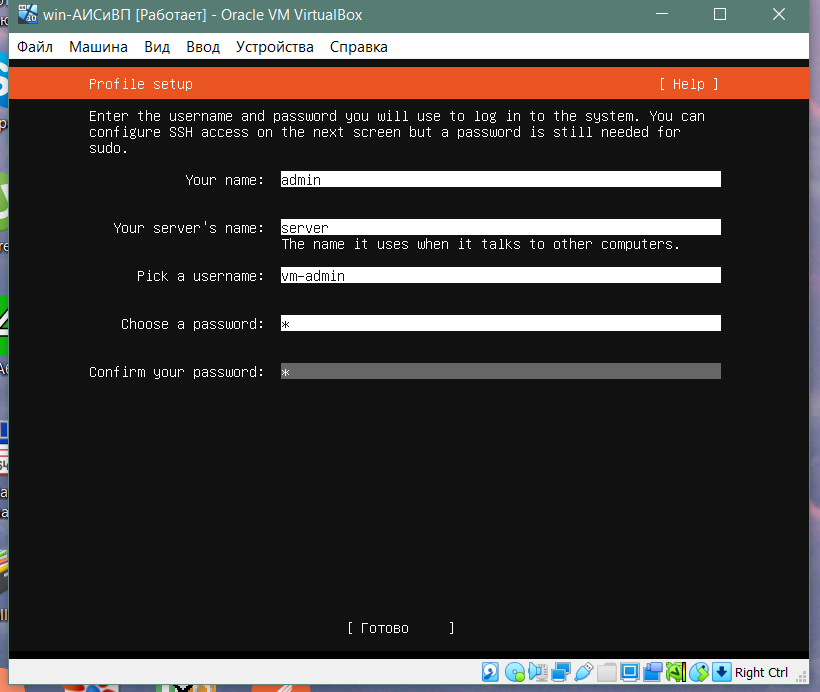 win-АИСиВП [Работает] - Oracle VM VirtualBox
Файл Машина Вид Ввод Устройства Справка
Profile setup [ Help ]
Enter the username and password you will use to log in to the system. You can
configure SSH access on the next screen but a password is still needed for
sudo.
Your name: admin
Your server's name: server
The name it uses when it talks to other computers.
Pick a username: vm-admin
Choose a password: *
Confirm your password: *
[ Готово ]
Right Ctrl